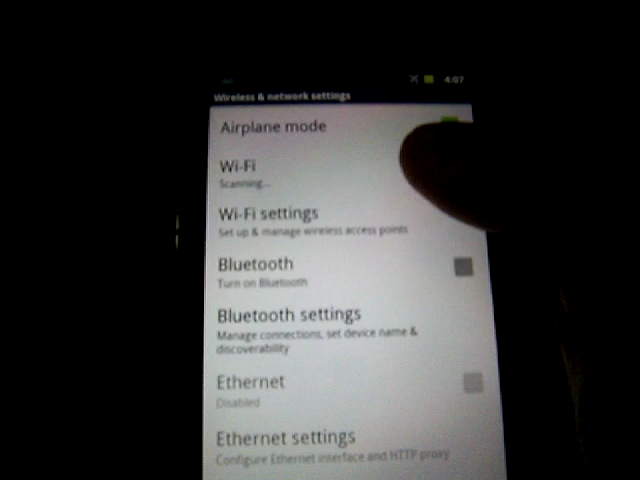 4:07
Wireless & network settings
Airplane mode
Wi-Fi
Scanning...
Wi-Fi settings
Set up & manage wireless access points
Bluetooth
Turn on Bluetooth
Bluetooth settings
Manage connections, set device name &
discoverability
Ethernet
Disabled
Ethernet settings
Configure Ethernet interface and HTTP proxy